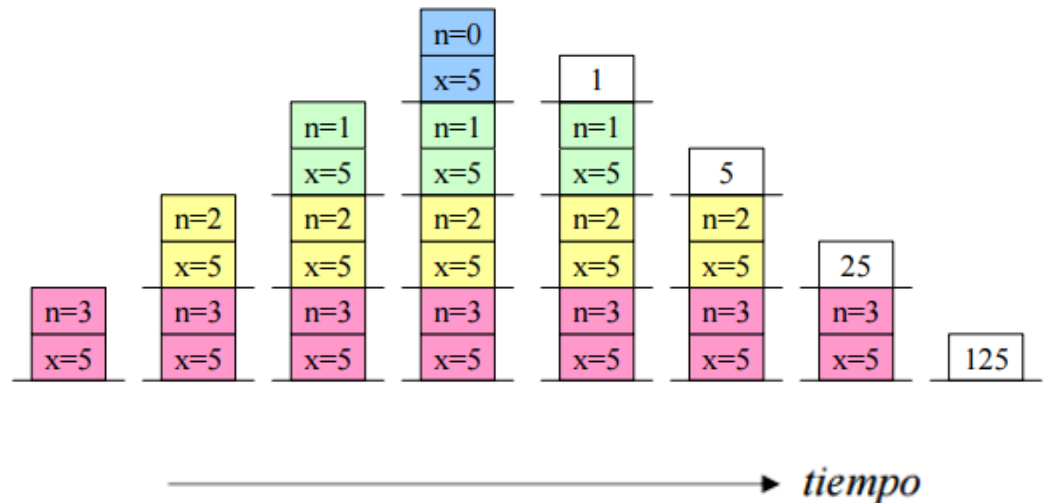 n=0
x=5 1
n=1 n=1 n=1
x=5 x=5 x=5 5
n=2 n=2 n=2 n=2 n=2
x=5 x=5 x=5 x=5 x=5 25
n=3 n=3 n=3 n=3 n=3 n=3 n=3
x=5 x=5 x=5 x=5 x=5 x=5 x=5 125
tiempo